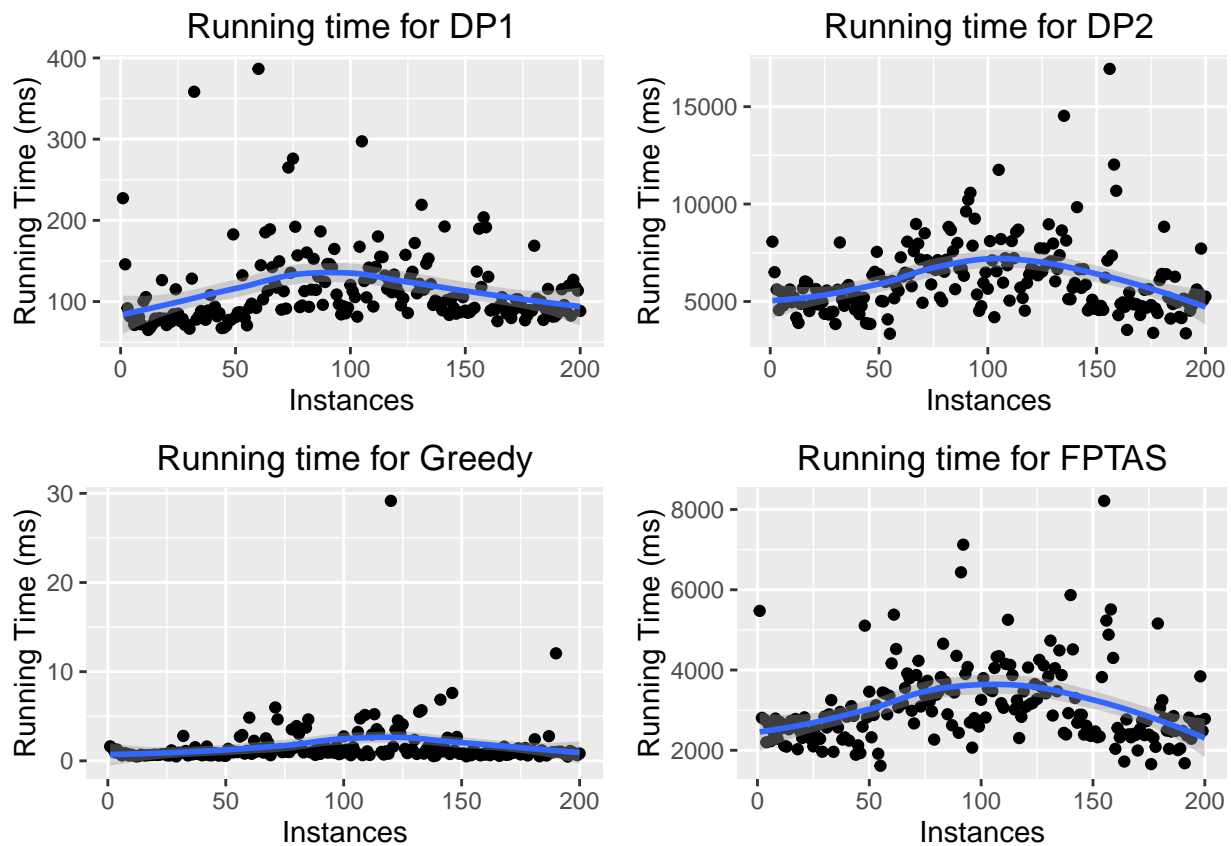 Running time for DP1
Running Time (ms)
400
300
200
100
0 50 100 150 200
Instances
Running time for DP2
Running Time (ms)
15000
10000
5000
0 50 100 150 200
Instances
Running time for Greedy
Running Time (ms)
30
20
10
0
0 50 100 150 200
Instances
Running time for FPTAS
Running Time (ms)
8000
6000
4000
2000
0 50 100 150 200
Instances